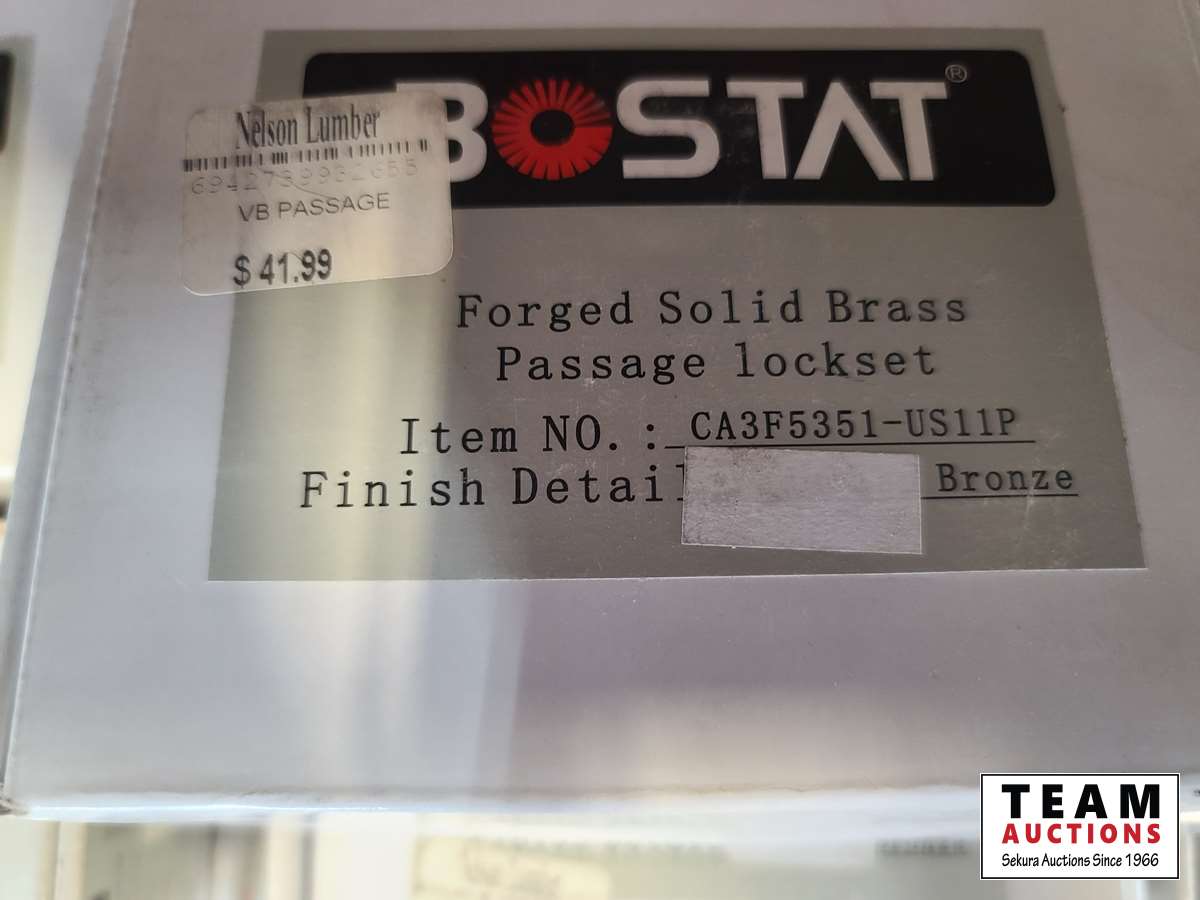 BOSTAT®
Nelson Lumber
VB PASSAGE
$ 41.99
Forged Solid Brass
Passage lockset
Item NO.: CA3F5351-US11P
Finish Detail Bronze
TEAM
AUCTIONS
Sekura Auctions Since 1966